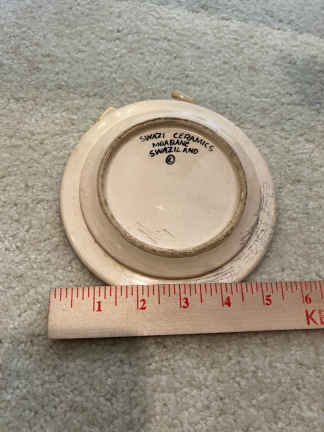 SWAZI CERAMICS
MBABANE
SWAZILAND
©
1 2 3 4 5 6